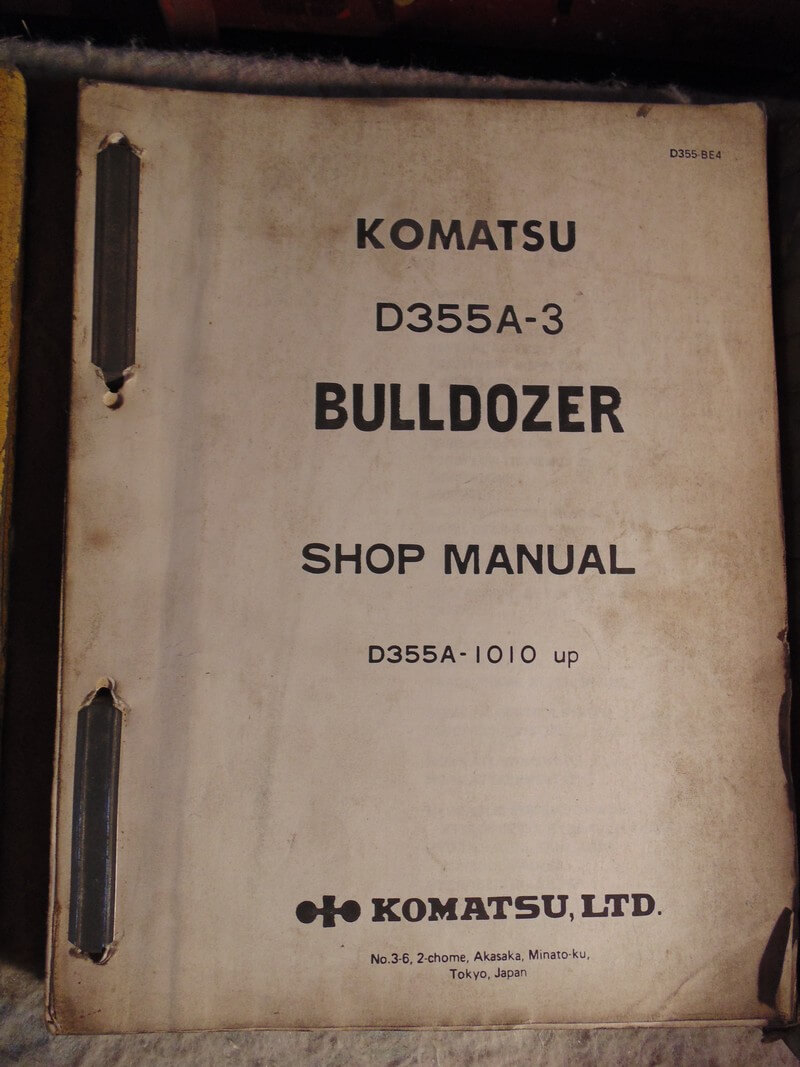 D355-BE4
KOMATSU
D355A-3
BULLDOZER
SHOP MANUAL
D355A-1010 up
KOMATSU, LTD.
No.3-6, 2-chome, Akasaka, Minato-ku,
Tokyo, Japan